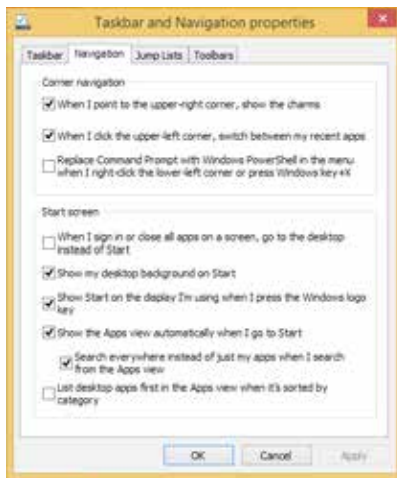 Taskbar and Navigation properties
Taskbar Navigation Jump Lists Toolbars
Corner navigation
When I point to the upper-right corner, show the charms
When I click the upper-left corner, switch between my recent apps
Replace Command Prompt with Windows PowerShell in the menu
when I right-click the lower-left corner or press Windows key+X
Start screen
When I sign in or close all apps on a screen, go to the desktop
instead of Start
Show my desktop background on Start
Show Start on the display I'm using when I press the Windows logo
key
Show the Apps view automatically when I go to Start
Search everywhere instead of just my apps when I search
from the Apps view
List desktop apps first in the Apps view when it's sorted by
category
OK Cancel Apply